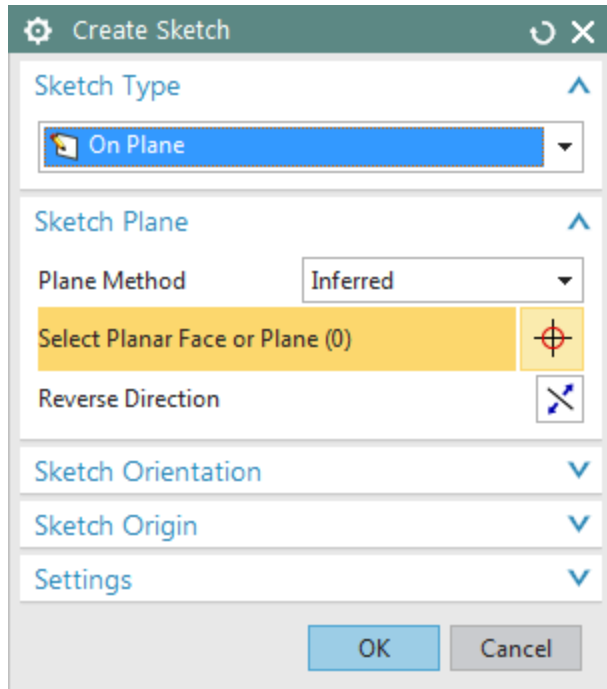 Create Sketch
Sketch Type
On Plane
Sketch Plane
Plane Method Inferred
Select Planar Face or Plane (0)
Reverse Direction
Sketch Orientation
Sketch Origin
Settings
OK Cancel